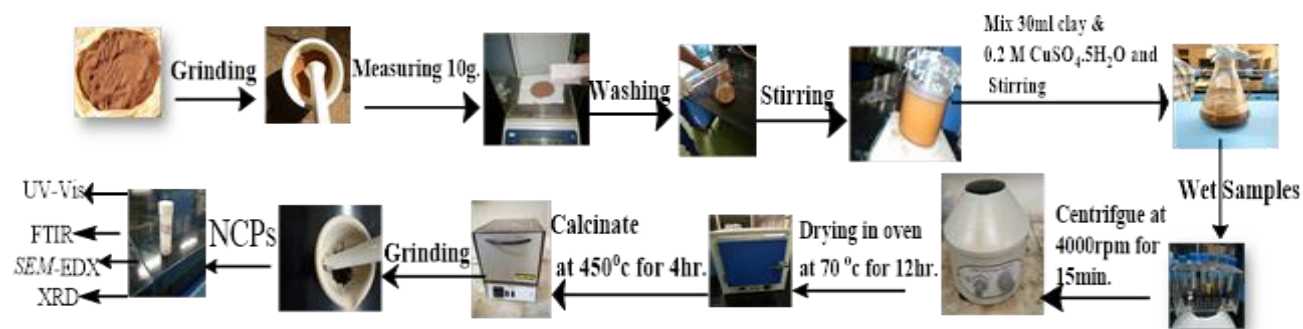 Grinding
Measuring 10g.
Washing
Stirring
Mix 30ml clay &
0.2 M CuSO₄.5H₂O and
Stirring
Wet Samples
Centrifgue at
4000rpm for
15min.
Drying in oven
at 70 ⁰c for 12hr.
Calcinate
at 450⁰c for 4hr.
Grinding
NCPs
UV-Vis
FTIR
SEM-EDX
XRD